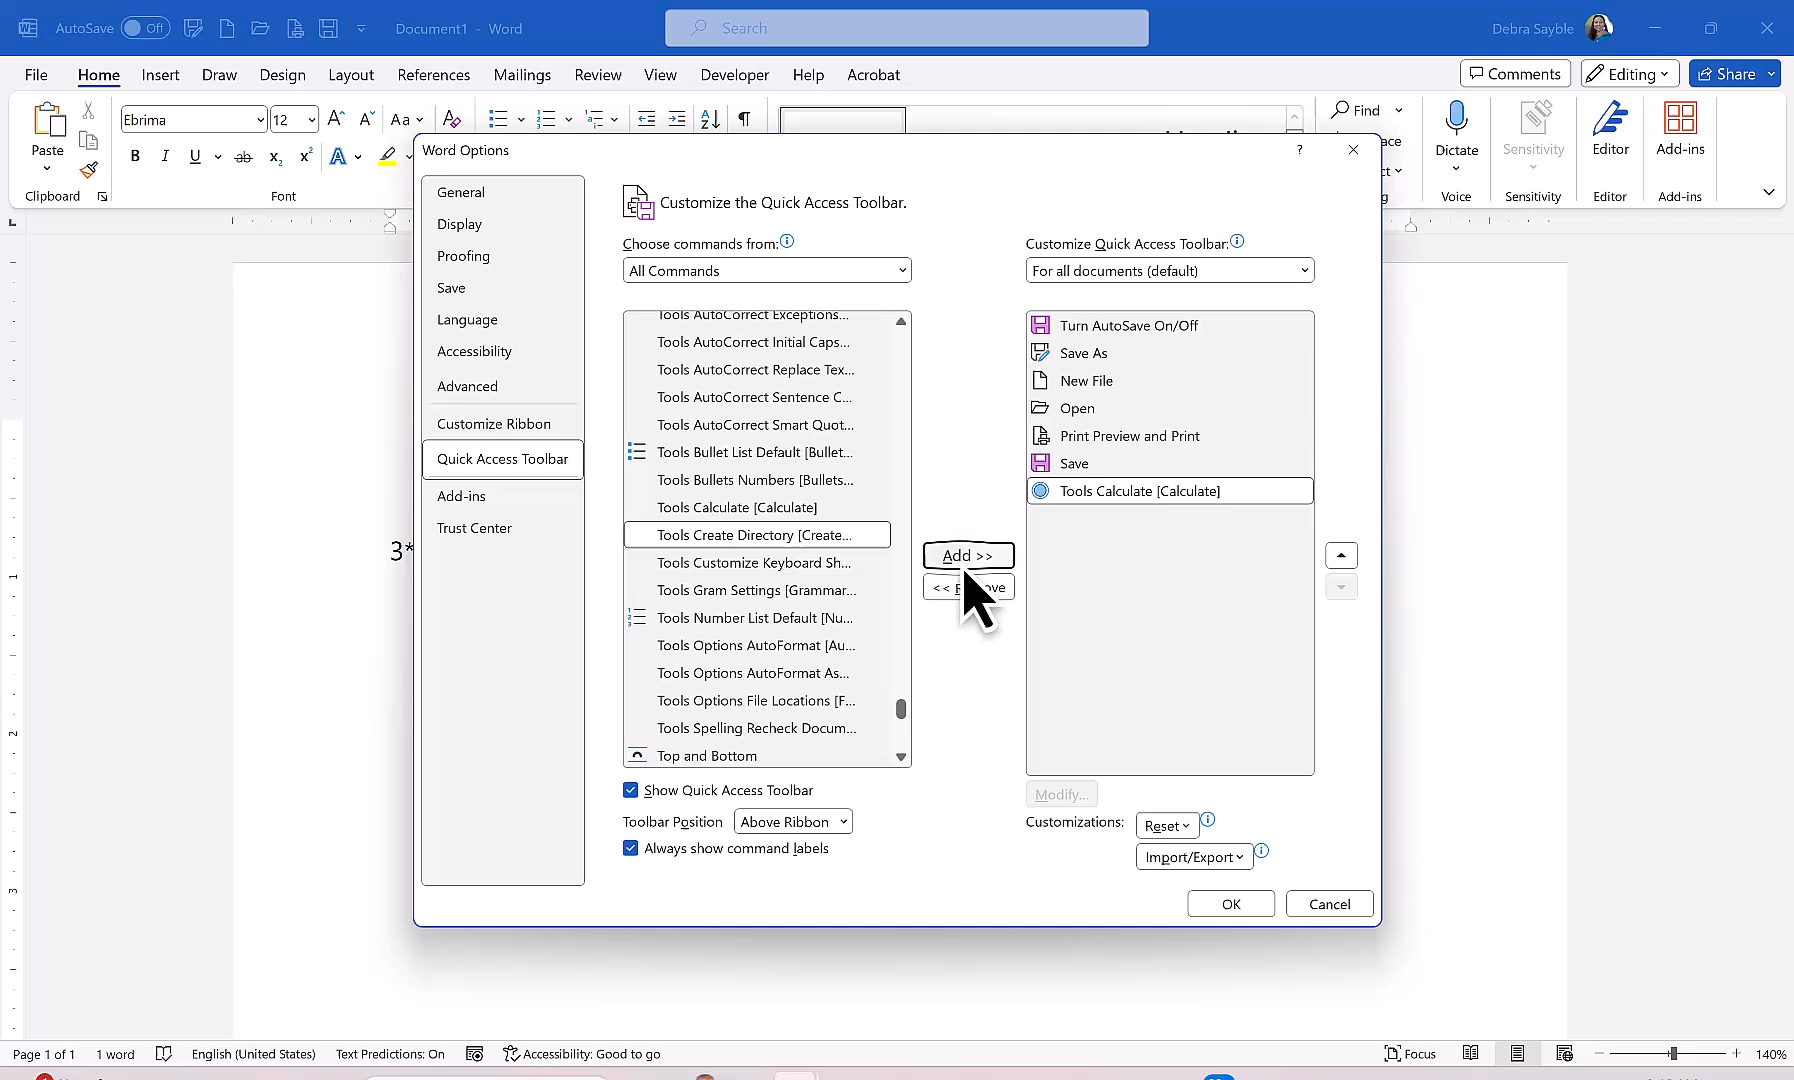 AutoSave Off Document1 - Word Search Debra Sayble
File Home Insert Draw Design Layout References Mailings Review View Developer Help Acrobat Comments Editing Share
Ebrima 12 Aa Find
Paste B I U ab x₂ x² A Dictate Sensitivity Editor Add-ins
Clipboard Font Voice Sensitivity Editor Add-ins
Word Options ?
General
Display
Proofing
Save
Language
Accessibility
Advanced
Customize Ribbon
Quick Access Toolbar
Add-ins
Trust Center
Customize the Quick Access Toolbar.
Choose commands from:
All Commands
Tools AutoCorrect Exceptions...
Tools AutoCorrect Initial Caps...
Tools AutoCorrect Replace Tex...
Tools AutoCorrect Sentence C...
Tools AutoCorrect Smart Quot...
Tools Bullet List Default [Bullet...
Tools Bullets Numbers [Bullets...
Tools Calculate [Calculate]
Tools Create Directory [Create...
Tools Customize Keyboard Sh...
Tools Gram Settings [Grammar...
Tools Number List Default [Nu...
Tools Options AutoFormat [Au...
Tools Options AutoFormat As...
Tools Options File Locations [F...
Tools Spelling Recheck Docum...
Top and Bottom
Show Quick Access Toolbar
Toolbar Position Above Ribbon
Always show command labels
Add >>
Customize Quick Access Toolbar:
For all documents (default)
Turn AutoSave On/Off
Save As
New File
Open
Print Preview and Print
Save
Tools Calculate [Calculate]
Modify...
Customizations: Reset
Import/Export
OK Cancel
3*
1
2
3
Page 1 of 1 1 word English (United States) Text Predictions: On Accessibility: Good to go Focus 140%